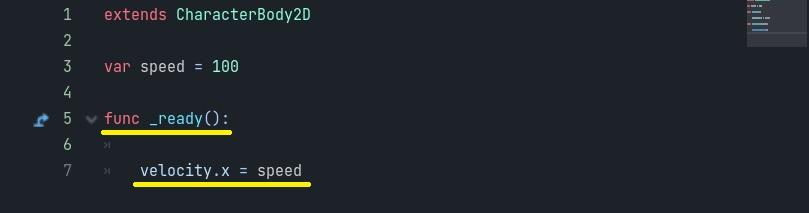 1 extends CharacterBody2D
2
3 var speed = 100
4
5 func _ready():
6
7 velocity.x = speed